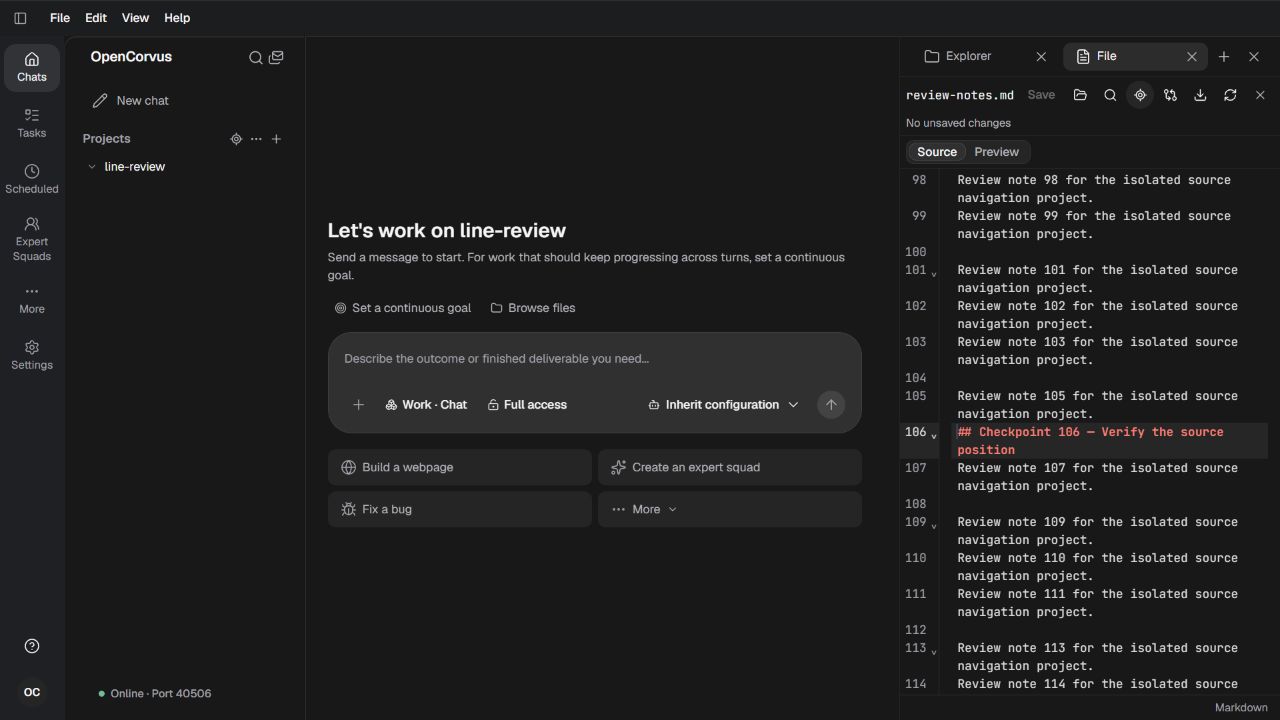 File Edit View Help
Chats
Tasks
Scheduled
Expert
Squads
More
Settings
OC
OpenCorvus
New chat
Projects
line-review
Online · Port 40506
Let's work on line-review
Send a message to start. For work that should keep progressing across turns, set a continuous
goal.
Set a continuous goal Browse files
Describe the outcome or finished deliverable you need...
Work · Chat Full access Inherit configuration
Build a webpage Create an expert squad
Fix a bug More
Explorer File
review-notes.md Save
No unsaved changes
Source Preview
98 Review note 98 for the isolated source
navigation project.
99 Review note 99 for the isolated source
navigation project.
100
101 Review note 101 for the isolated source
navigation project.
102 Review note 102 for the isolated source
navigation project.
103 Review note 103 for the isolated source
navigation project.
104
105 Review note 105 for the isolated source
navigation project.
106 ## Checkpoint 106 — Verify the source
position
107 Review note 107 for the isolated source
navigation project.
108
109 Review note 109 for the isolated source
navigation project.
110 Review note 110 for the isolated source
navigation project.
111 Review note 111 for the isolated source
navigation project.
112
113 Review note 113 for the isolated source
navigation project.
114 Review note 114 for the isolated source
Markdown